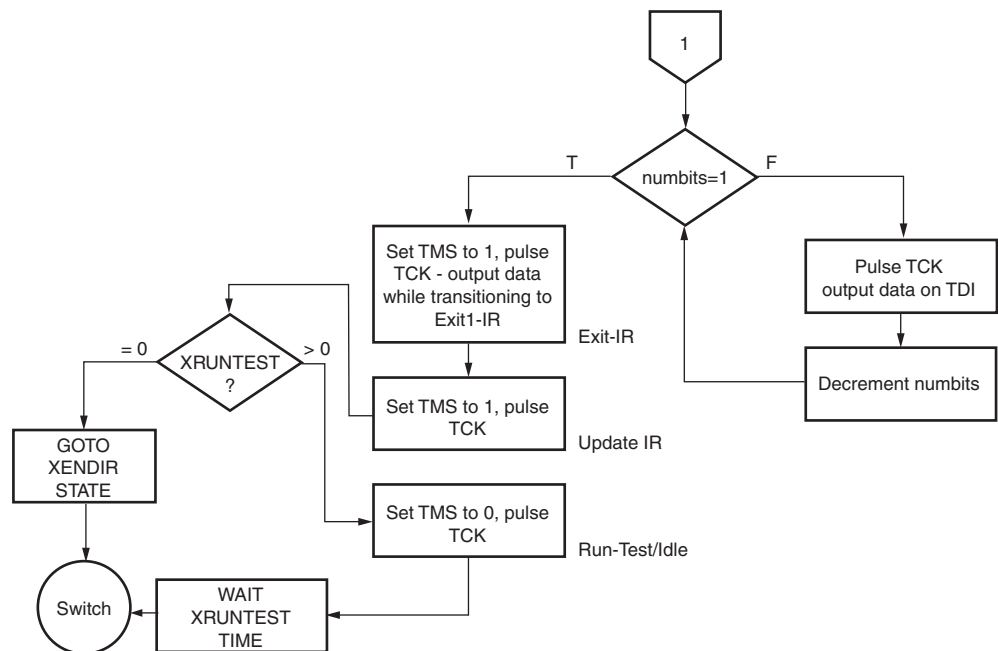 1
T
numbits=1
F
Set TMS to 1, pulse
TCK - output data
while transitioning to
Exit1-IR
Exit-IR
Pulse TCK
output data on TDI
Decrement numbits
= 0
XRUNTEST
?
> 0
Set TMS to 1, pulse
TCK
Update IR
GOTO
XENDIR
STATE
Set TMS to 0, pulse
TCK
Run-Test/Idle
Switch
WAIT
XRUNTEST
TIME